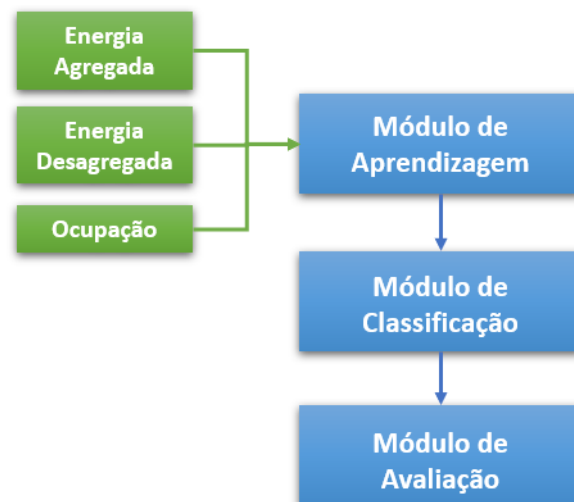 Energia
Agregada
Energia
Desagregada
Ocupação
Módulo de
Aprendizagem
Módulo de
Classificação
Módulo de
Avaliação